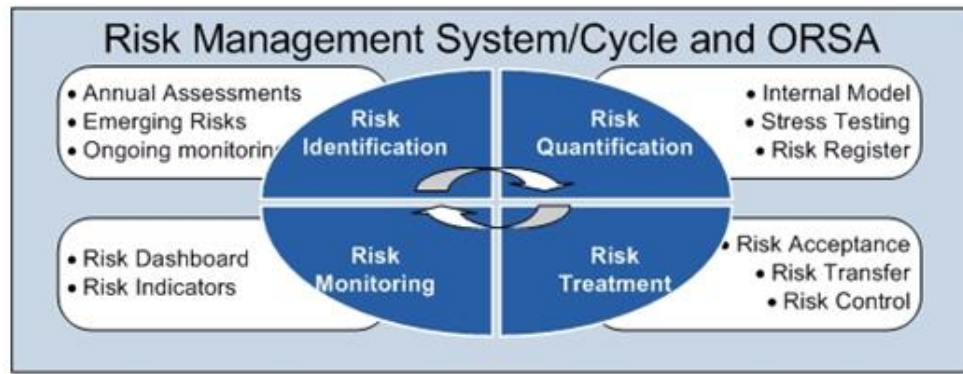 Risk Management System/Cycle and ORSA
• Annual Assessments
• Emerging Risks
• Ongoing monitoring
Risk
Identification
Risk
Quantification
• Internal Model
• Stress Testing
• Risk Register
• Risk Dashboard
• Risk Indicators
Risk
Monitoring
Risk
Treatment
• Risk Acceptance
• Risk Transfer
• Risk Control